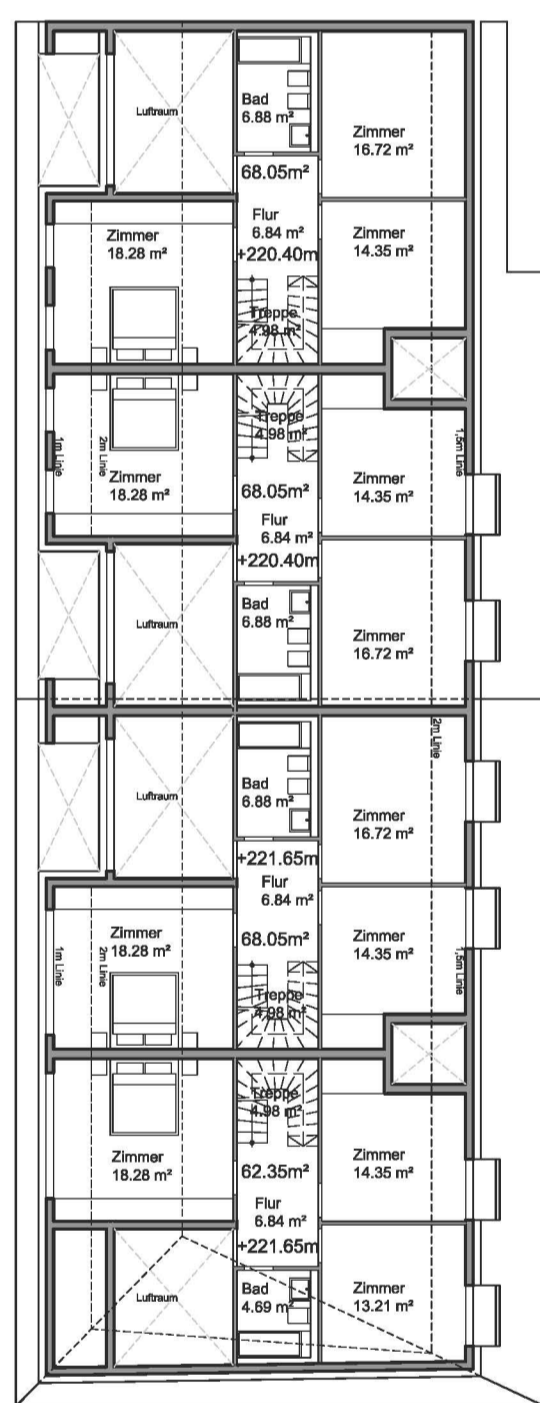 Luftraum
Bad
6.88 m²
Zimmer
16.72 m²
68.05m²
Flur
6.84 m²
+220.40m
Zimmer
18.28 m²
Zimmer
14.35 m²
Treppe
4.98 m²
Treppe
4.98 m²
1m Linie
2m Linie
1,5m Linie
Zimmer
18.28 m²
68.05m²
Flur
6.84 m²
+220.40m
Zimmer
14.35 m²
Luftraum
Bad
6.88 m²
Zimmer
16.72 m²
2m Linie
Luftraum
Bad
6.88 m²
Zimmer
16.72 m²
+221.65m
Flur
6.84 m²
68.05m²
Zimmer
18.28 m²
Zimmer
14.35 m²
1m Linie
2m Linie
1,5m Linie
Treppe
4.98 m²
Treppe
4.98 m²
Zimmer
18.28 m²
62.35m²
Flur
6.84 m²
+221.65m
Zimmer
14.35 m²
Luftraum
Bad
4.69 m²
Zimmer
13.21 m²